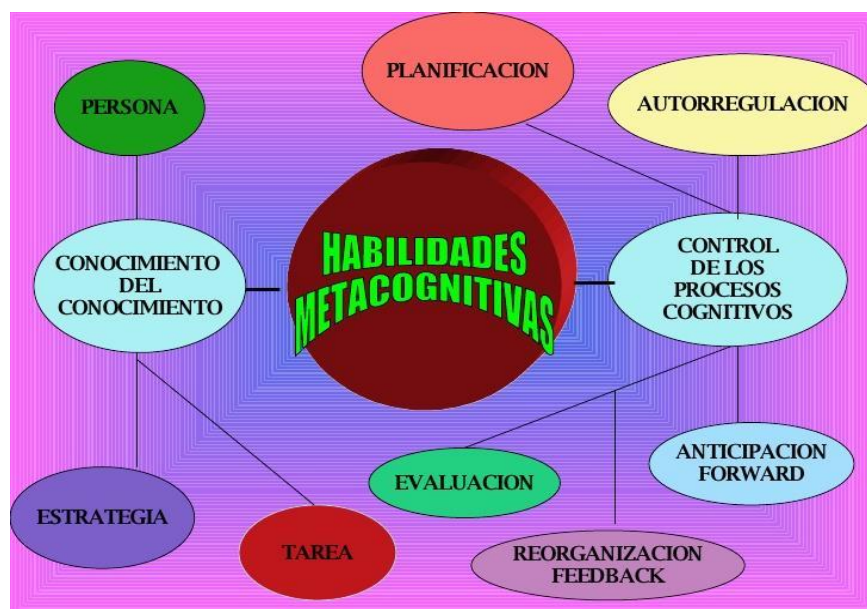 PLANIFICACION
PERSONA
AUTORREGULACION
CONOCIMIENTO
DEL
CONOCIMIENTO
HABILIDADES
METACOGNITIVAS
CONTROL
DE LOS
PROCESOS
COGNITIVOS
ESTRATEGIA
TAREA
EVALUACION
ANTICIPACION
FORWARD
REORGANIZACION
FEEDBACK